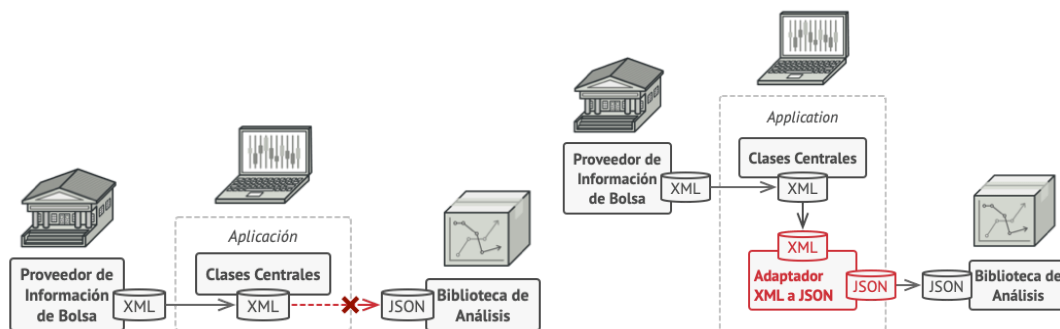 Aplicación
Proveedor de
Información
de Bolsa
XML
Clases Centrales
XML
JSON
Biblioteca de
Análisis
Application
Proveedor de
Información
de Bolsa
XML
Clases Centrales
XML
XML
Adaptador
XML a JSON
JSON
JSON
Biblioteca de
Análisis